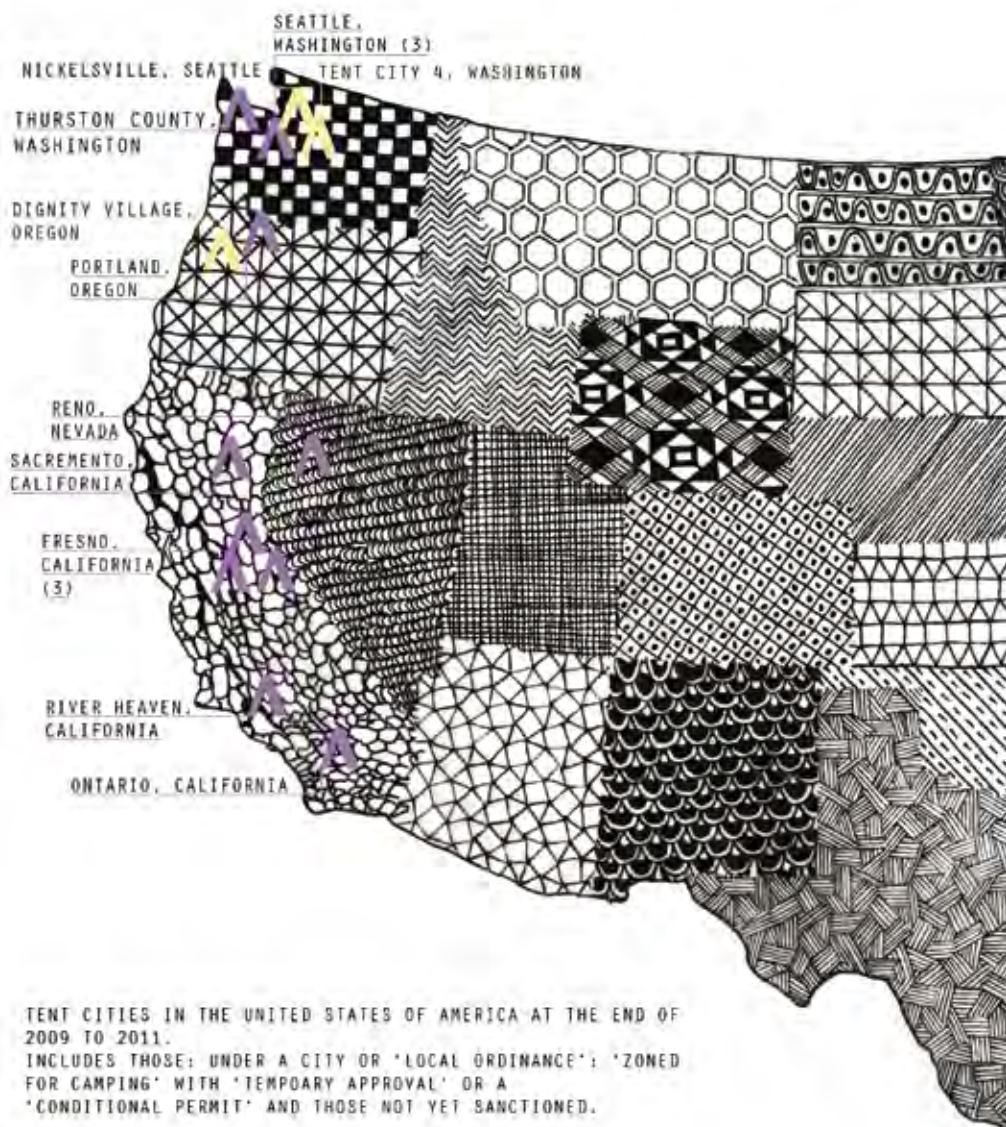 SEATTLE,
WASHINGTON (3)
NICKELSVILLE, SEATTLE
TENT CITY 4, WASHINGTON
THURSTON COUNTY,
WASHINGTON
DIGNITY VILLAGE,
OREGON
PORTLAND,
OREGON
RENO,
NEVADA
SACREMENTO,
CALIFORNIA
FRESNO,
CALIFORNIA
(3)
RIVER HEAVEN,
CALIFORNIA
ONTARIO, CALIFORNIA
TENT CITIES IN THE UNITED STATES OF AMERICA AT THE END OF
2009 TO 2011.
INCLUDES THOSE: UNDER A CITY OR 'LOCAL ORDINANCE': 'ZONED
FOR CAMPING' WITH 'TEMPOARY APPROVAL' OR A
'CONDITIONAL PERMIT' AND THOSE NOT YET SANCTIONED.